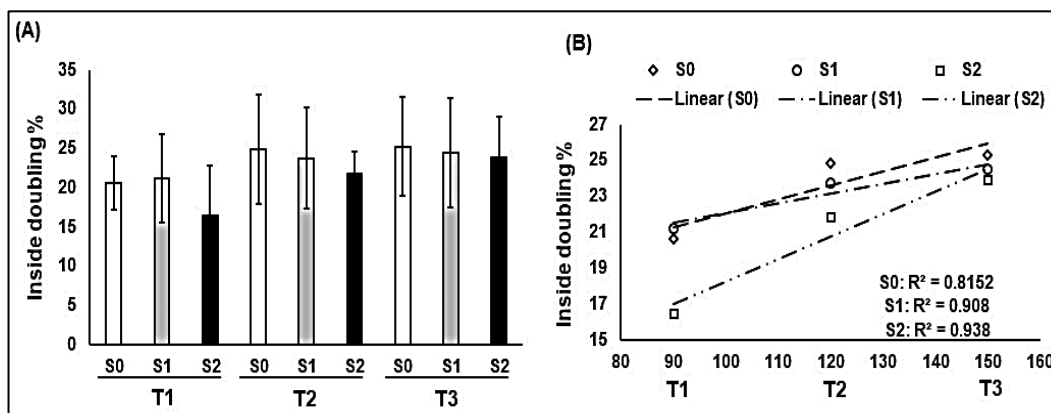 (A)
Inside doubling %
35
30
25
20
15
10
5
0
S0 S1 S2 S0 S1 S2 S0 S1 S2
T1 T2 T3
(B)
S0 S1 S2
Linear (S0) Linear (S1) Linear (S2)
Inside doubling %
27
25
23
21
19
17
15
S0: R² = 0.8152
S1: R² = 0.908
S2: R² = 0.938
80 90 100 110 120 130 140 150 160
T1 T2 T3